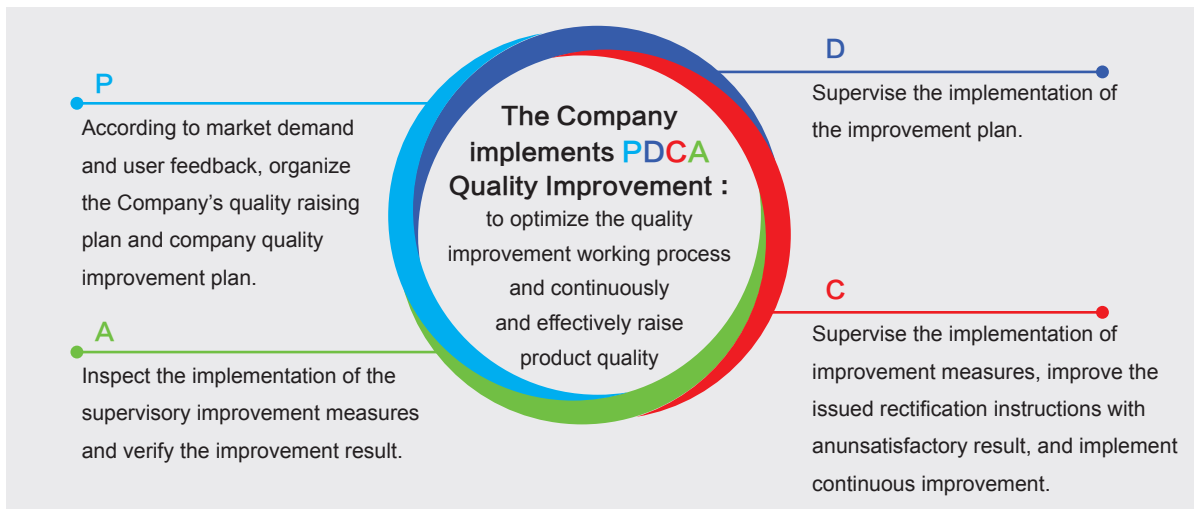 P
According to market demand
and user feedback, organize
the Company's quality raising
plan and company quality
improvement plan.
A
Inspect the implementation of the
supervisory improvement measures
and verify the improvement result.
The Company
implements PDCA
Quality Improvement：
to optimize the quality
improvement working process
and continuously
and effectively raise
product quality
D
Supervise the implementation of
the improvement plan.
C
Supervise the implementation of
improvement measures, improve the
issued rectification instructions with
anunsatisfactory result, and implement
continuous improvement.